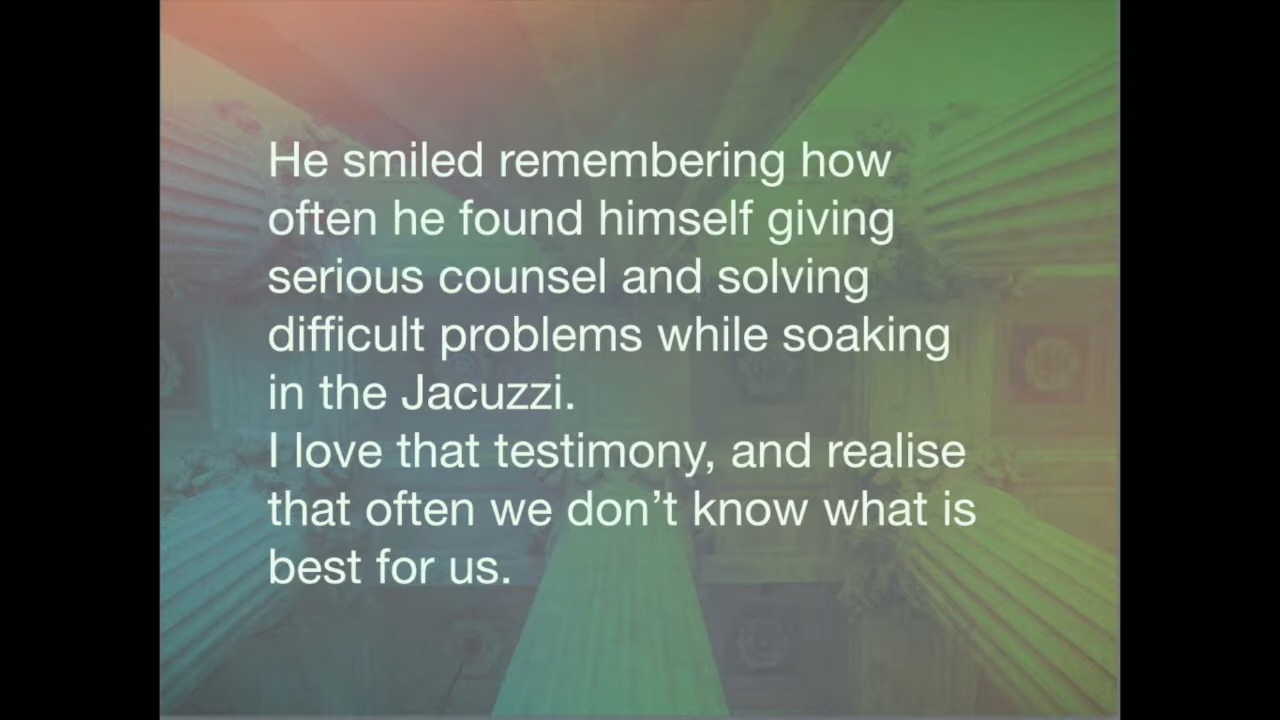 He smiled remembering how
often he found himself giving
serious counsel and solving
difficult problems while soaking
in the Jacuzzi.
I love that testimony, and realise
that often we don’t know what is
best for us.